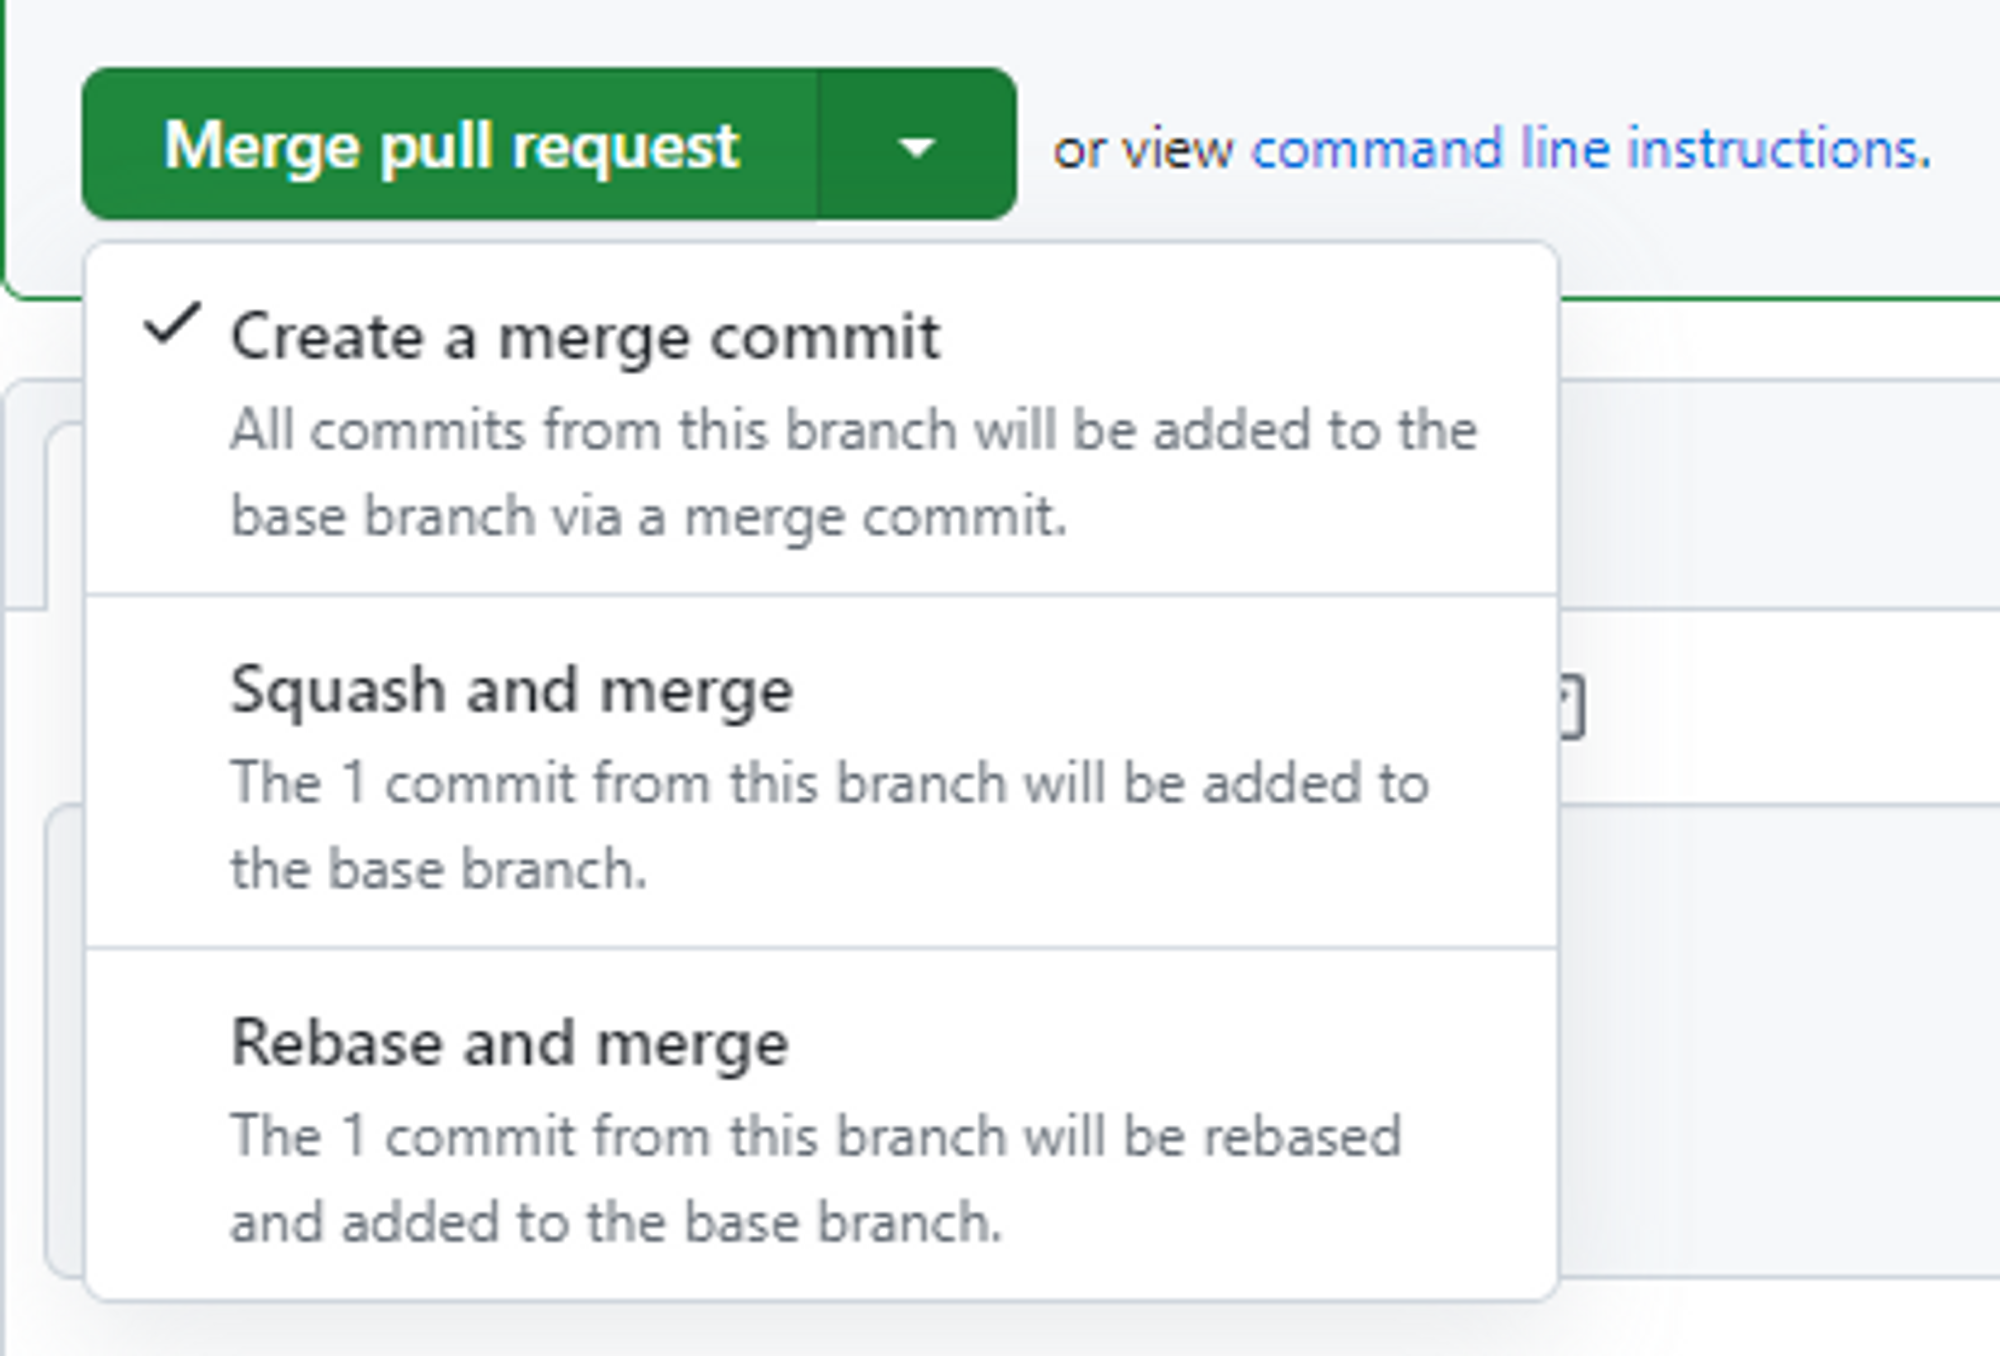 Merge pull request
or view command line instructions.
Create a merge commit
All commits from this branch will be added to the
base branch via a merge commit.
Squash and merge
The 1 commit from this branch will be added to
the base branch.
Rebase and merge
The 1 commit from this branch will be rebased
and added to the base branch.